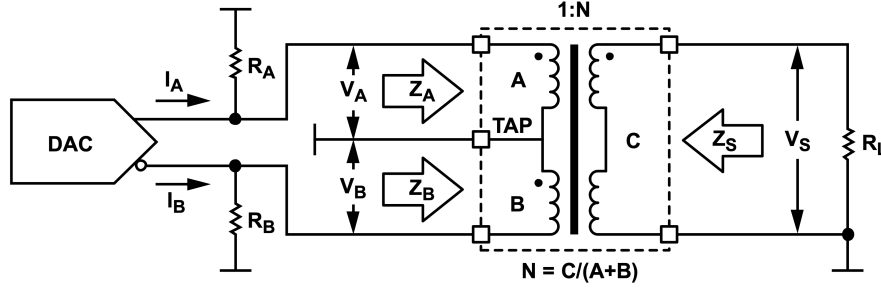 1:N
I_A
R_A
V_A
Z_A
A
TAP
C
Z_S
V_S
R_L
DAC
I_B
R_B
V_B
Z_B
B
N = C/(A+B)